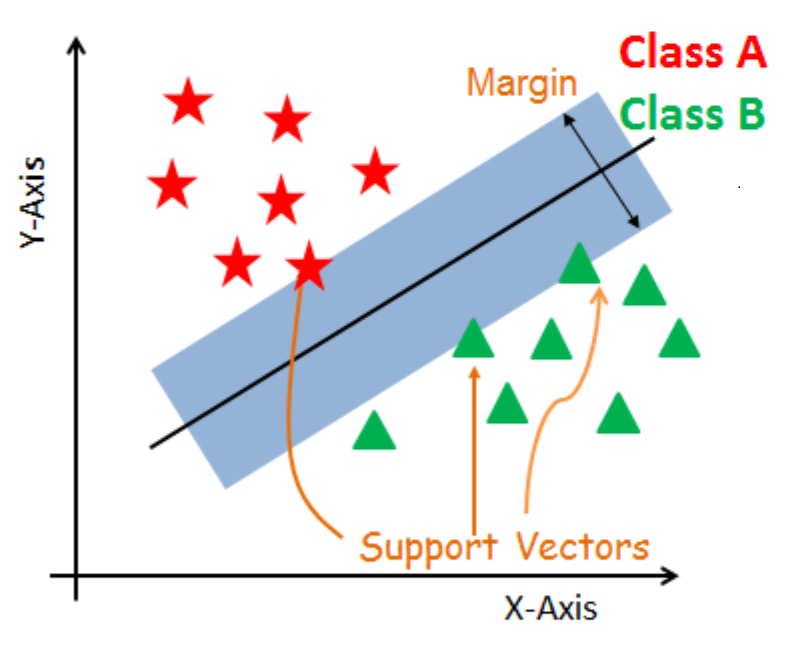 Class A
Margin
Class B
Y-Axis
Support Vectors
X-Axis